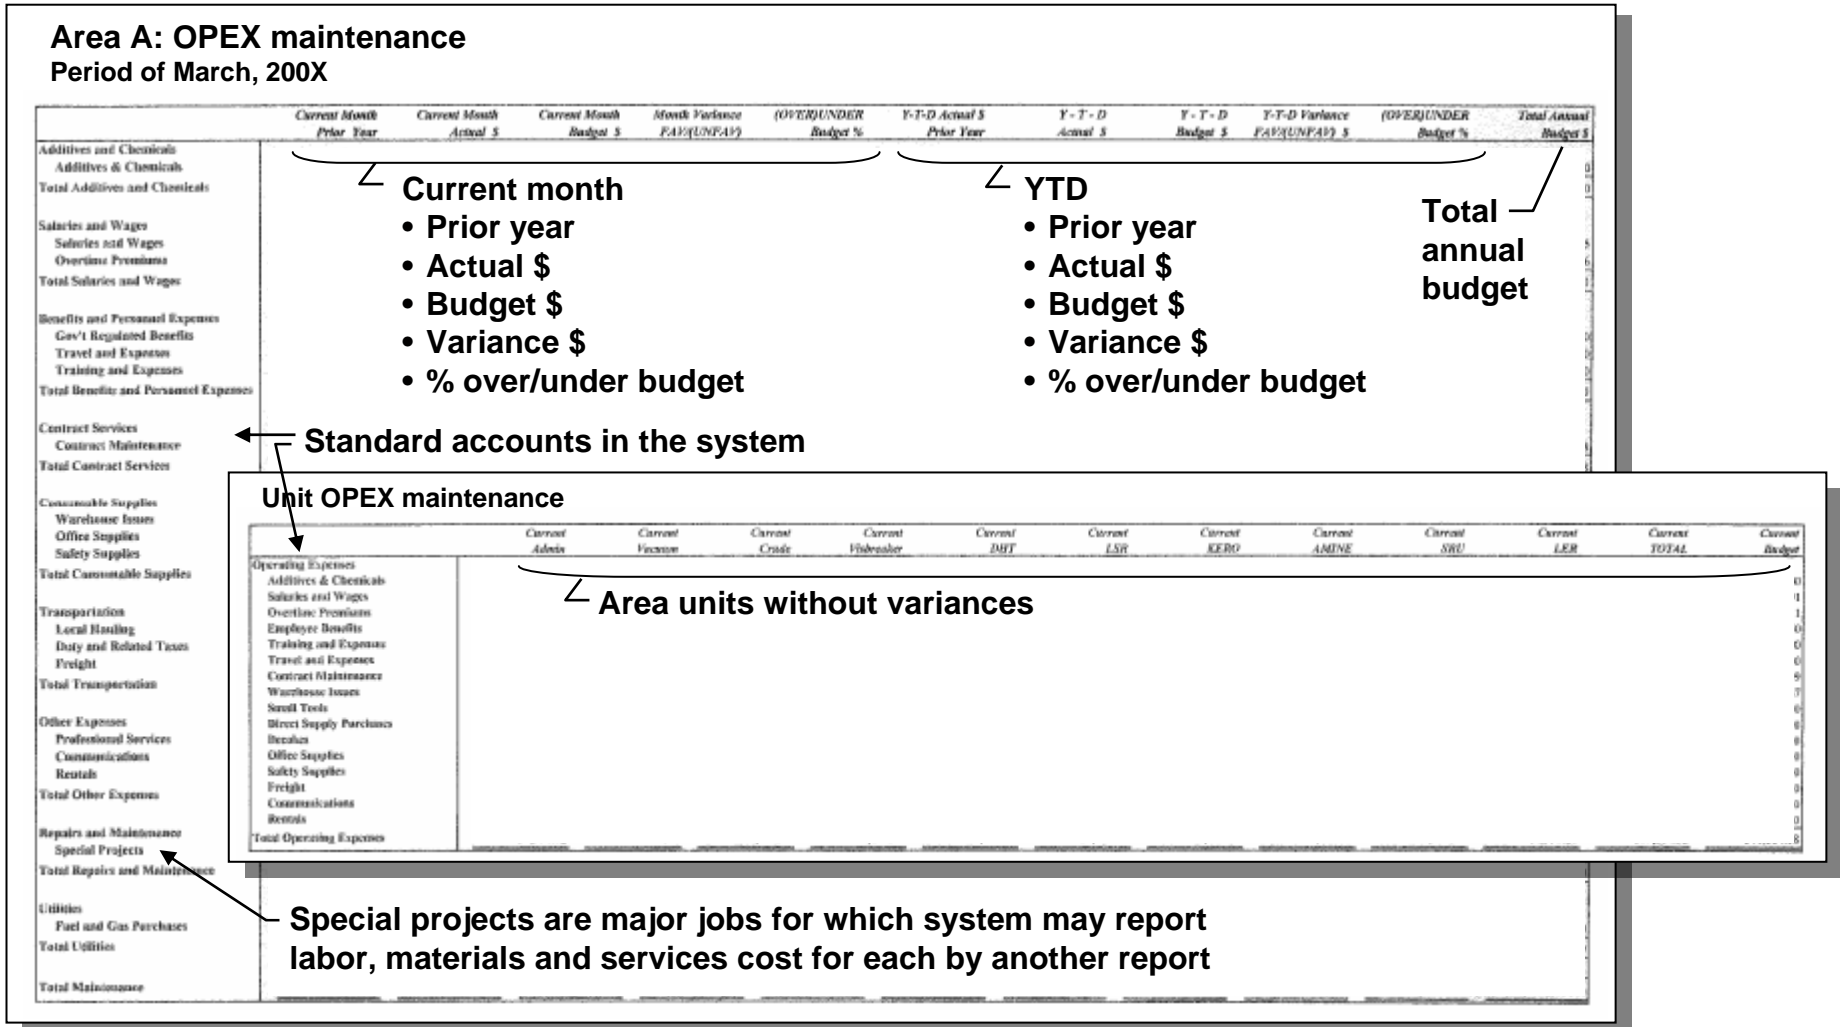 Area A: OPEX maintenance
Period of March, 200X
Current Month Current Month Current Month Month Variance (OVER)UNDER Y-T-D Actual $ Y - T - D Y - T - D Y-T-D Variance (OVER)UNDER Total Annual
Prior Year Actual $ Budget $ FAV/(UNFAV) Budget % Prior Year Actual $ Budget $ FAV/(UNFAV) $ Budget % Budget $
Additives and Chemicals
Additives & Chemicals
Total Additives and Chemicals
Salaries and Wages
Salaries and Wages
Overtime Premiums
Total Salaries and Wages
Benefits and Personnel Expenses
Gov't Regulated Benefits
Travel and Expenses
Training and Expenses
Total Benefits and Personnel Expenses
Contract Services
Contract Maintenance
Total Contract Services
Consumable Supplies
Warehouse Issues
Office Supplies
Safety Supplies
Total Consumable Supplies
Transportation
Local Hauling
Duty and Related Taxes
Freight
Total Transportation
Other Expenses
Professional Services
Communications
Rentals
Total Other Expenses
Repairs and Maintenance
Special Projects
Total Repairs and Maintenance
Utilities
Fuel and Gas Purchases
Total Utilities
Total Maintenance
Current month
• Prior year
• Actual $
• Budget $
• Variance $
• % over/under budget
YTD
• Prior year
• Actual $
• Budget $
• Variance $
• % over/under budget
Total
annual
budget
Standard accounts in the system
Unit OPEX maintenance
Current Current Current Current Current Current Current Current Current Current Current Current
Admin Vacuum Crude Visbreaker DHT LSR KERO AMINE SRU LER TOTAL Budget
Operating Expenses
Additives & Chemicals
Salaries and Wages
Overtime Premiums
Employee Benefits
Training and Expenses
Travel and Expenses
Contract Maintenance
Warehouse Issues
Small Tools
Direct Supply Purchases
Office Supplies
Safety Supplies
Freight
Communications
Rentals
Total Operating Expenses
Area units without variances
Special projects are major jobs for which system may report
labor, materials and services cost for each by another report